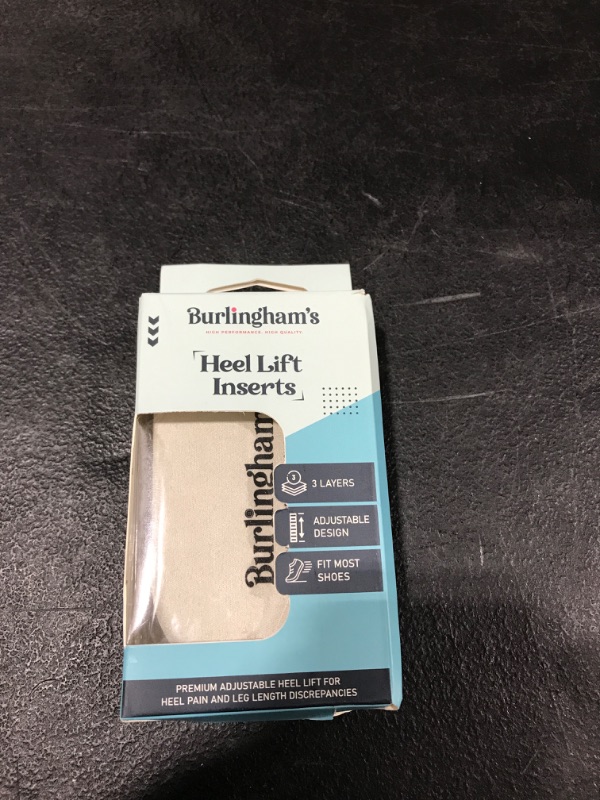 Burlingham's
HIGH PERFORMANCE. HIGH QUALITY
Heel Lift
Inserts
Burlingham
3
3 LAYERS
ADJUSTABLE
DESIGN
FIT MOST
SHOES
PREMIUM ADJUSTABLE HEEL LIFT FOR
HEEL PAIN AND LEG LENGTH DISCREPANCIES